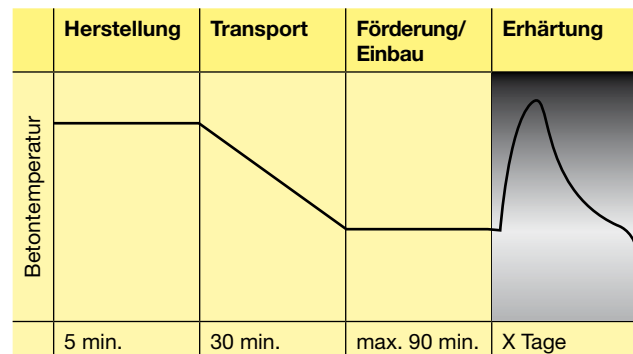 Herstellung
Transport
Förderung/
Einbau
Erhärtung
Betontemperatur
5 min.
30 min.
max. 90 min.
X Tage